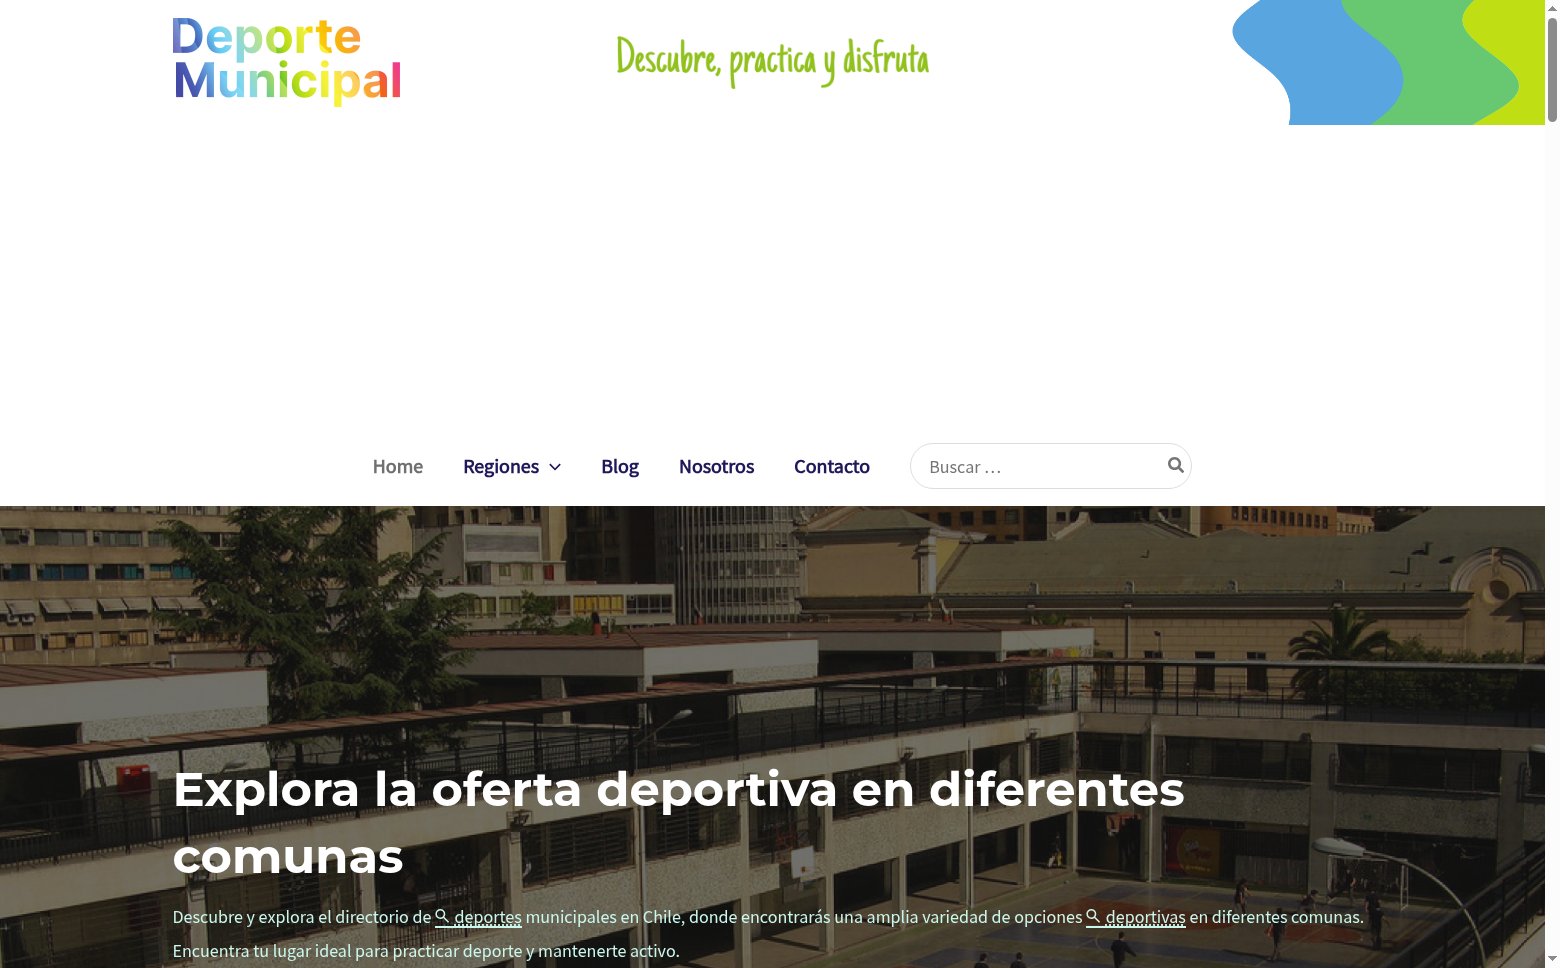 Deporte
Municipal
Descubre, practica y disfruta
Home Regiones Blog Nosotros Contacto Buscar …
Explora la oferta deportiva en diferentes
comunas
Descubre y explora el directorio de deportes municipales en Chile, donde encontrarás una amplia variedad de opciones deportivas en diferentes comunas.
Encuentra tu lugar ideal para practicar deporte y mantenerte activo.